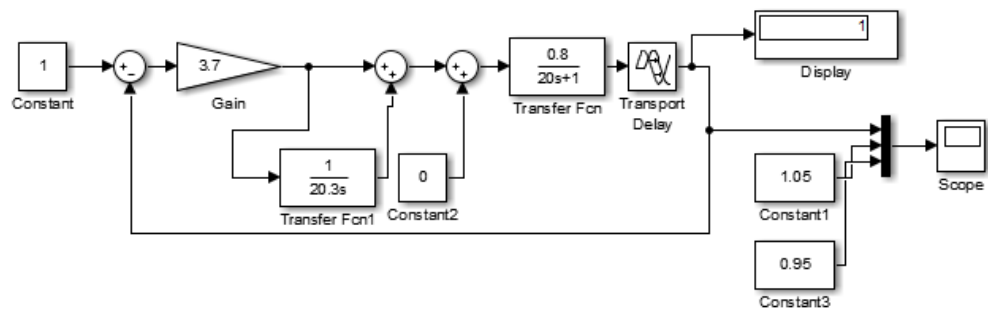 1
Constant
+
-
3.7
Gain
+
+
+
+
0.8
20s+1
Transfer Fcn
Transport
Delay
1
Display
1
20.3s
Transfer Fcn1
0
Constant2
1.05
Constant1
0.95
Constant3
Scope